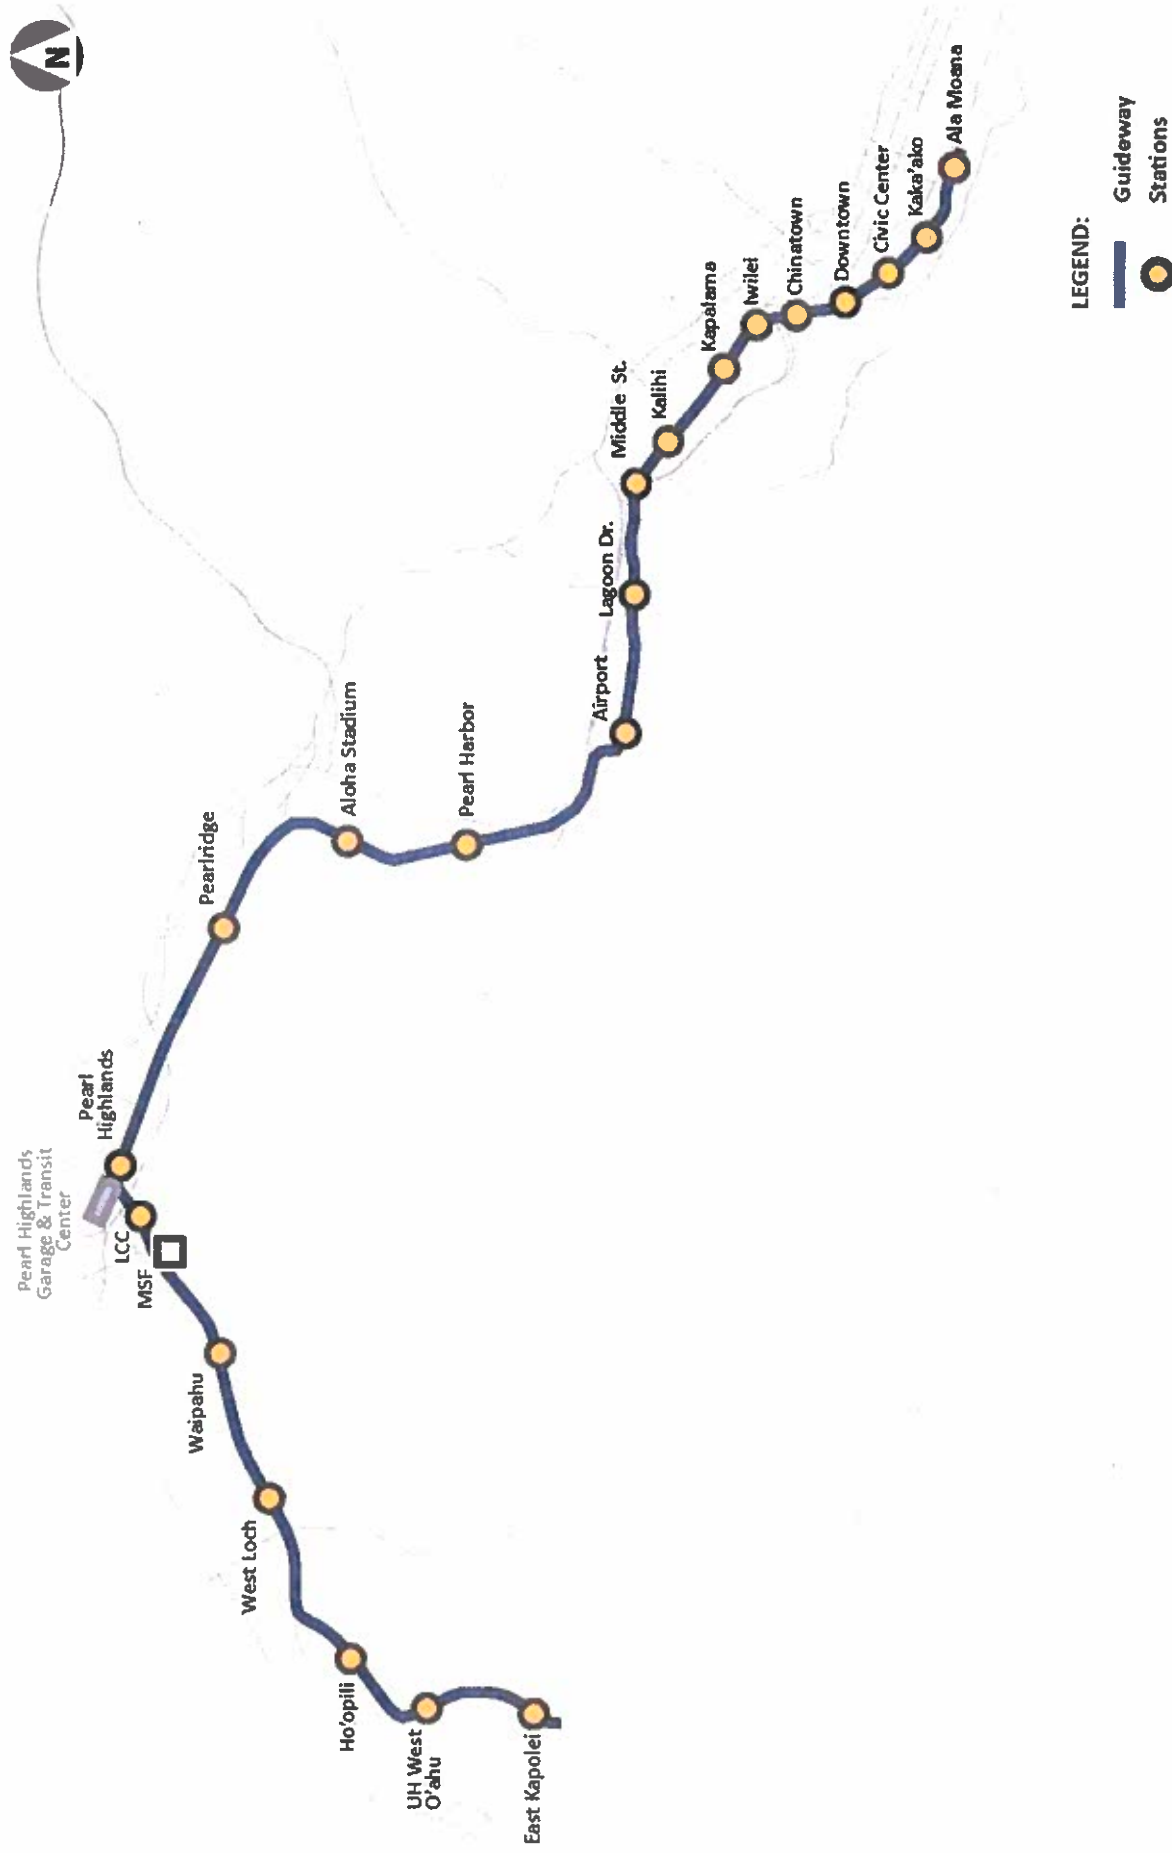 N
Pearl Highlands
Garage & Transit
Center
Pearl
Highlands
LCC
MSF
Waipahu
West Loch
Ho'opili
UH West
O'ahu
East Kapolei
Pearlridge
Aloha Stadium
Pearl Harbor
Airport
Lagoon Dr.
Middle St.
Kalihi
Kapalama
Iwilei
Chinatown
Downtown
Civic Center
Kaka'ako
Ala Moana
LEGEND:
Guideway
Stations